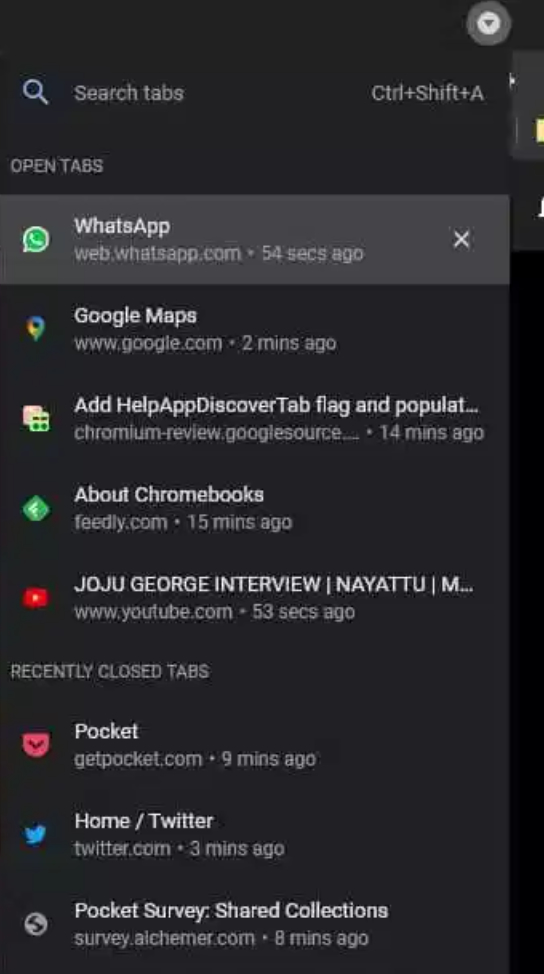 Search tabs Ctrl+Shift+A
OPEN TABS
WhatsApp
web.whatsapp.com • 54 secs ago
Google Maps
www.google.com • 2 mins ago
Add HelpAppDiscoverTab flag and populat...
chromium-review.googlesource.... • 14 mins ago
About Chromebooks
feedly.com • 15 mins ago
JOJU GEORGE INTERVIEW | NAYATTU | M...
www.youtube.com • 53 secs ago
RECENTLY CLOSED TABS
Pocket
getpocket.com • 9 mins ago
Home / Twitter
twitter.com • 3 mins ago
Pocket Survey: Shared Collections
survey.alchemer.com • 8 mins ago